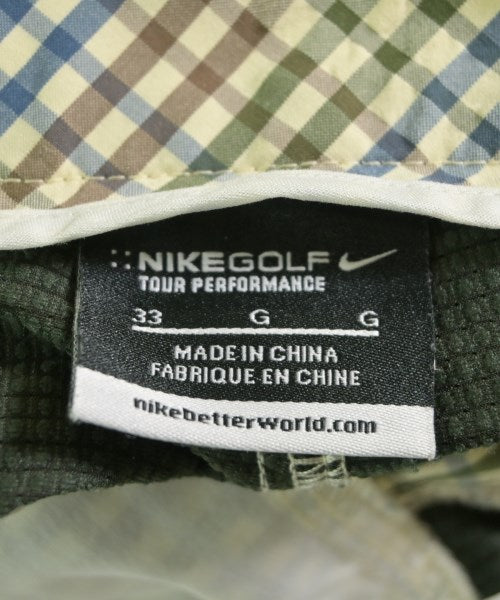 NIKEGOLF
TOUR PERFORMANCE
33 G G
MADE IN CHINA
FABRIQUE EN CHINE
nikebetterworld.com